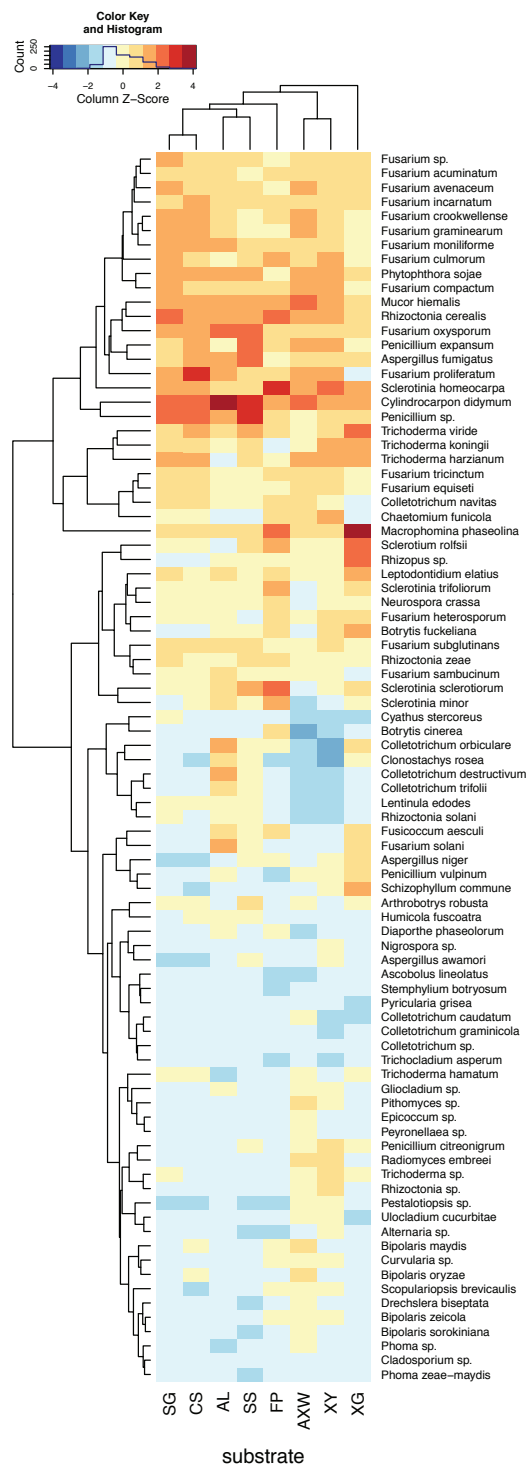 Color Key
and Histogram
Count
0 50
250
−4
−2
0
2
4
Column Z−Score
Fusarium sp.
Fusarium acuminatum
Fusarium avenaceum
Fusarium incarnatum
Fusarium crookwellense
Fusarium graminearum
Fusarium moniliforme
Fusarium culmorum
Phytophthora sojae
Fusarium compactum
Mucor hiemalis
Rhizoctonia cerealis
Fusarium oxysporum
Penicillium expansum
Aspergillus fumigatus
Fusarium proliferatum
Sclerotinia homeocarpa
Cylindrocarpon didymum
Penicillium sp.
Trichoderma viride
Trichoderma koningii
Trichoderma harzianum
Fusarium tricinctum
Fusarium equiseti
Colletotrichum navitas
Chaetomium funicola
Macrophomina phaseolina
Sclerotium rolfsii
Rhizopus sp.
Leptodontidium elatius
Sclerotinia trifoliorum
Neurospora crassa
Fusarium heterosporum
Botrytis fuckeliana
Fusarium subglutinans
Rhizoctonia zeae
Fusarium sambucinum
Sclerotinia sclerotiorum
Sclerotinia minor
Cyathus stercoreus
Botrytis cinerea
Colletotrichum orbiculare
Clonostachys rosea
Colletotrichum destructivum
Colletotrichum trifolii
Lentinula edodes
Rhizoctonia solani
Fusicoccum aesculi
Fusarium solani
Aspergillus niger
Penicillium vulpinum
Schizophyllum commune
Arthrobotrys robusta
Humicola fuscoatra
Diaporthe phaseolorum
Nigrospora sp.
Aspergillus awamori
Ascobolus lineolatus
Stemphylium botryosum
Pyricularia grisea
Colletotrichum caudatum
Colletotrichum graminicola
Colletotrichum sp.
Trichocladium asperum
Trichoderma hamatum
Gliocladium sp.
Pithomyces sp.
Epicoccum sp.
Peyronellaea sp.
Penicillium citreonigrum
Radiomyces embreei
Trichoderma sp.
Rhizoctonia sp.
Pestalotiopsis sp.
Ulocladium cucurbitae
Alternaria sp.
Bipolaris maydis
Curvularia sp.
Bipolaris oryzae
Scopulariopsis brevicaulis
Drechslera biseptata
Bipolaris zeicola
Bipolaris sorokiniana
Phoma sp.
Cladosporium sp.
Phoma zeae−maydis
SG
CS
AL
SS
FP
AXW
XY
XG
substrate